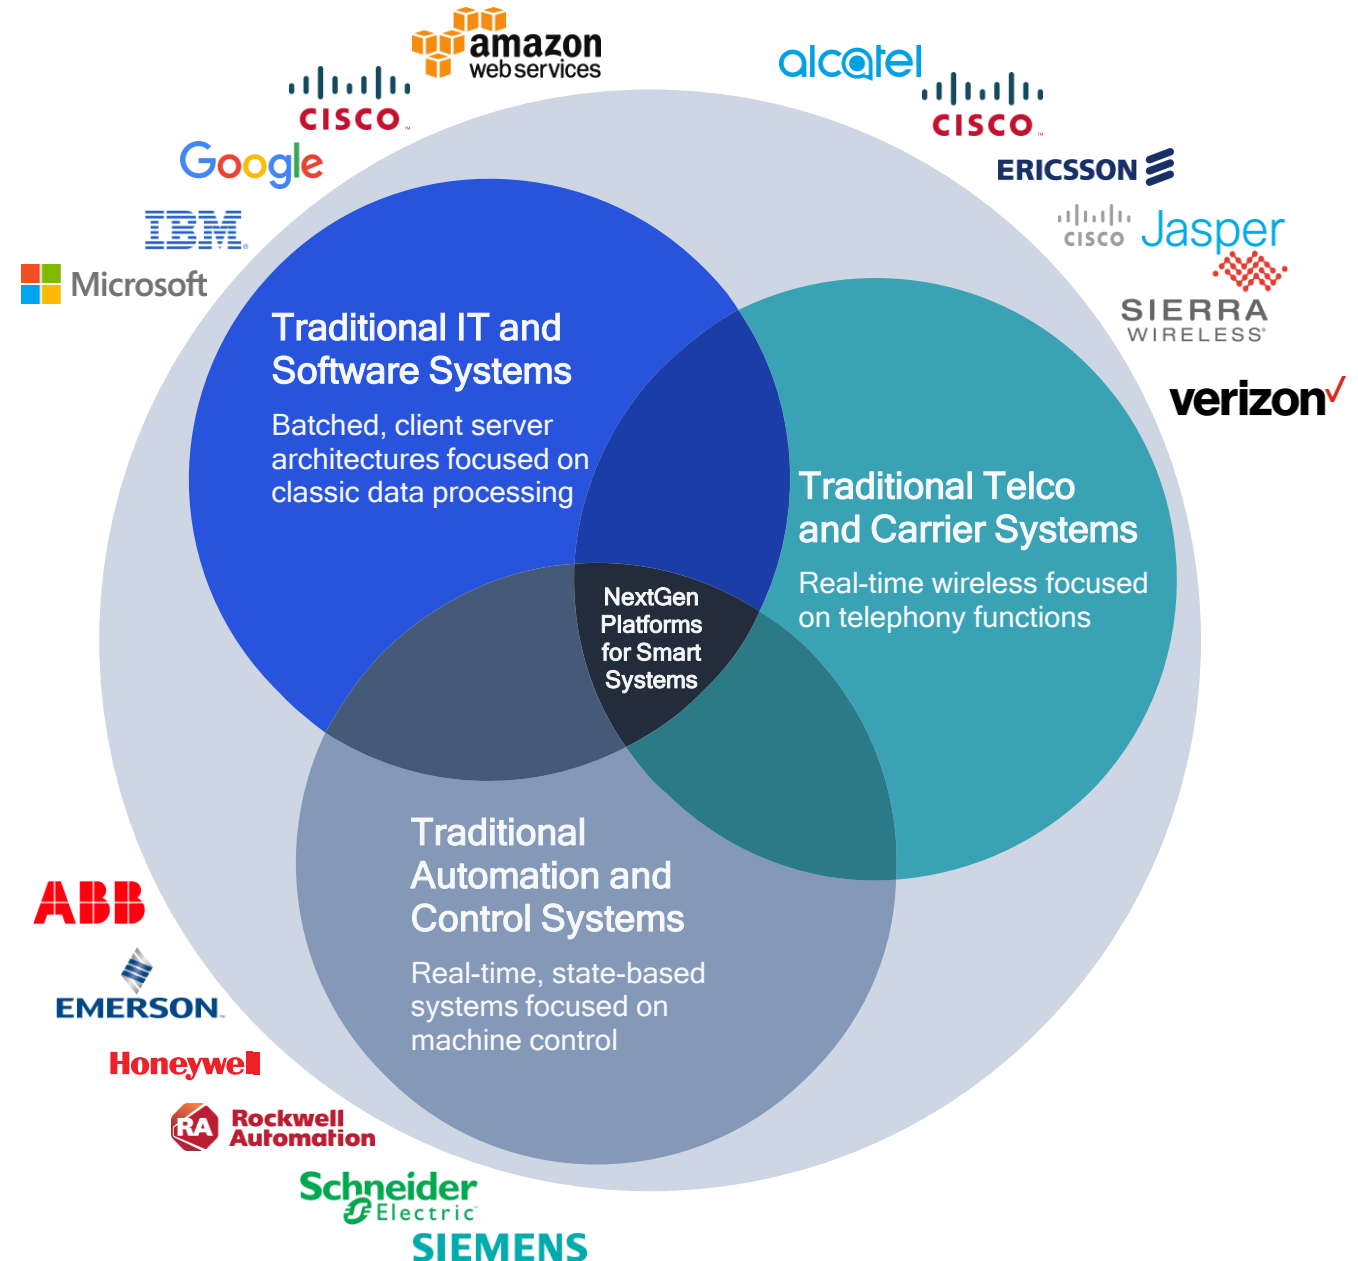 amazon
web services
CISCO
Google
IBM
Microsoft
alcatel
CISCO
ERICSSON
CISCO Jasper
SIERRA
WIRELESS
verizon
Traditional IT and
Software Systems
Batched, client server
architectures focused on
classic data processing
Traditional Telco
and Carrier Systems
Real-time wireless focused
on telephony functions
NextGen
Platforms
for Smart
Systems
Traditional
Automation and
Control Systems
Real-time, state-based
systems focused on
machine control
ABB
EMERSON
Honeywell
RA
Rockwell
Automation
Schneider
Electric
SIEMENS